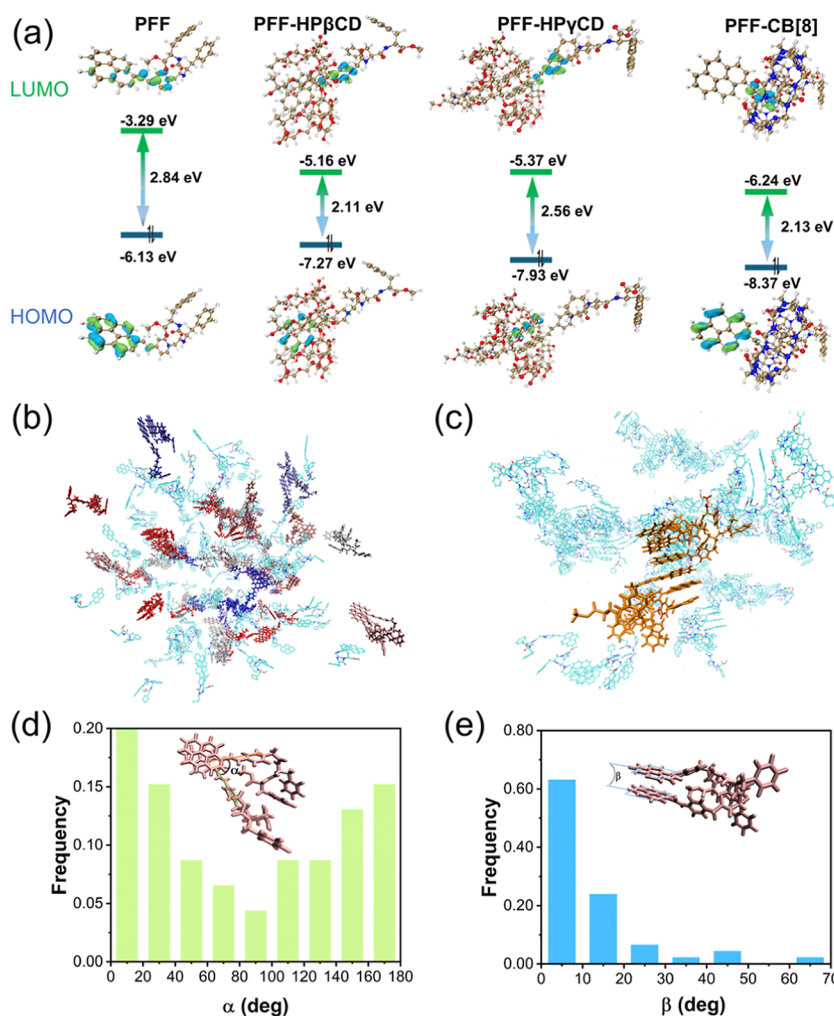 (a)
PFF
PFF-HPβCD
PFF-HPγCD
PFF-CB[8]
LUMO
-3.29 eV
2.84 eV
-6.13 eV
-5.16 eV
2.11 eV
-7.27 eV
-5.37 eV
2.56 eV
-7.93 eV
-6.24 eV
2.13 eV
-8.37 eV
HOMO
(b)
(c)
(d)
0.20
0.15
0.10
0.05
0.00
Frequency
α
0 20 40 60 80 100 120 140 160 180
α (deg)
(e)
0.80
0.60
0.40
0.20
0.00
Frequency
β
0 10 20 30 40 50 60 70
β (deg)